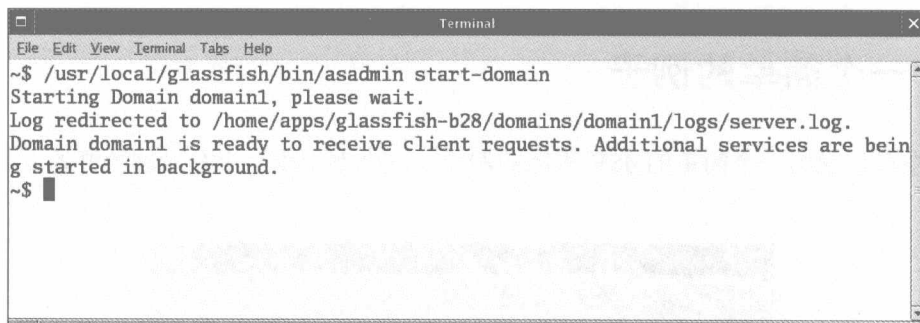 Terminal
File Edit View Terminal Tabs Help
~$ /usr/local/glassfish/bin/asadmin start-domain
Starting Domain domain1, please wait.
Log redirected to /home/apps/glassfish-b28/domains/domain1/logs/server.log.
Domain domain1 is ready to receive client requests. Additional services are bein
g started in background.
~$